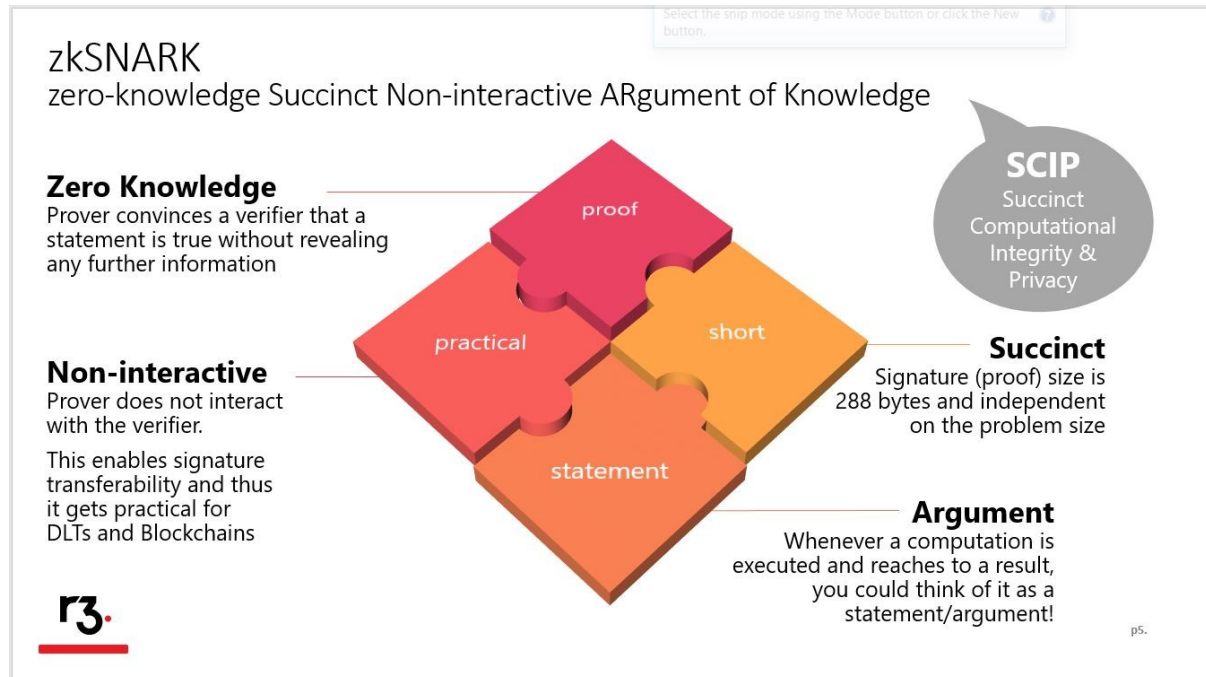 Select the snip mode using the Mode button or click the New
button.
zkSNARK
zero-knowledge Succinct Non-interactive ARgument of Knowledge
SCIP
Succinct
Computational
Integrity &
Privacy
Zero Knowledge
Prover convinces a verifier that a
statement is true without revealing
any further information
proof
practical
short
statement
Non-interactive
Prover does not interact
with the verifier.
This enables signature
transferability and thus
it gets practical for
DLTs and Blockchains
Succinct
Signature (proof) size is
288 bytes and independent
on the problem size
Argument
Whenever a computation is
executed and reaches to a result,
you could think of it as a
statement/argument!
r3.
p5.